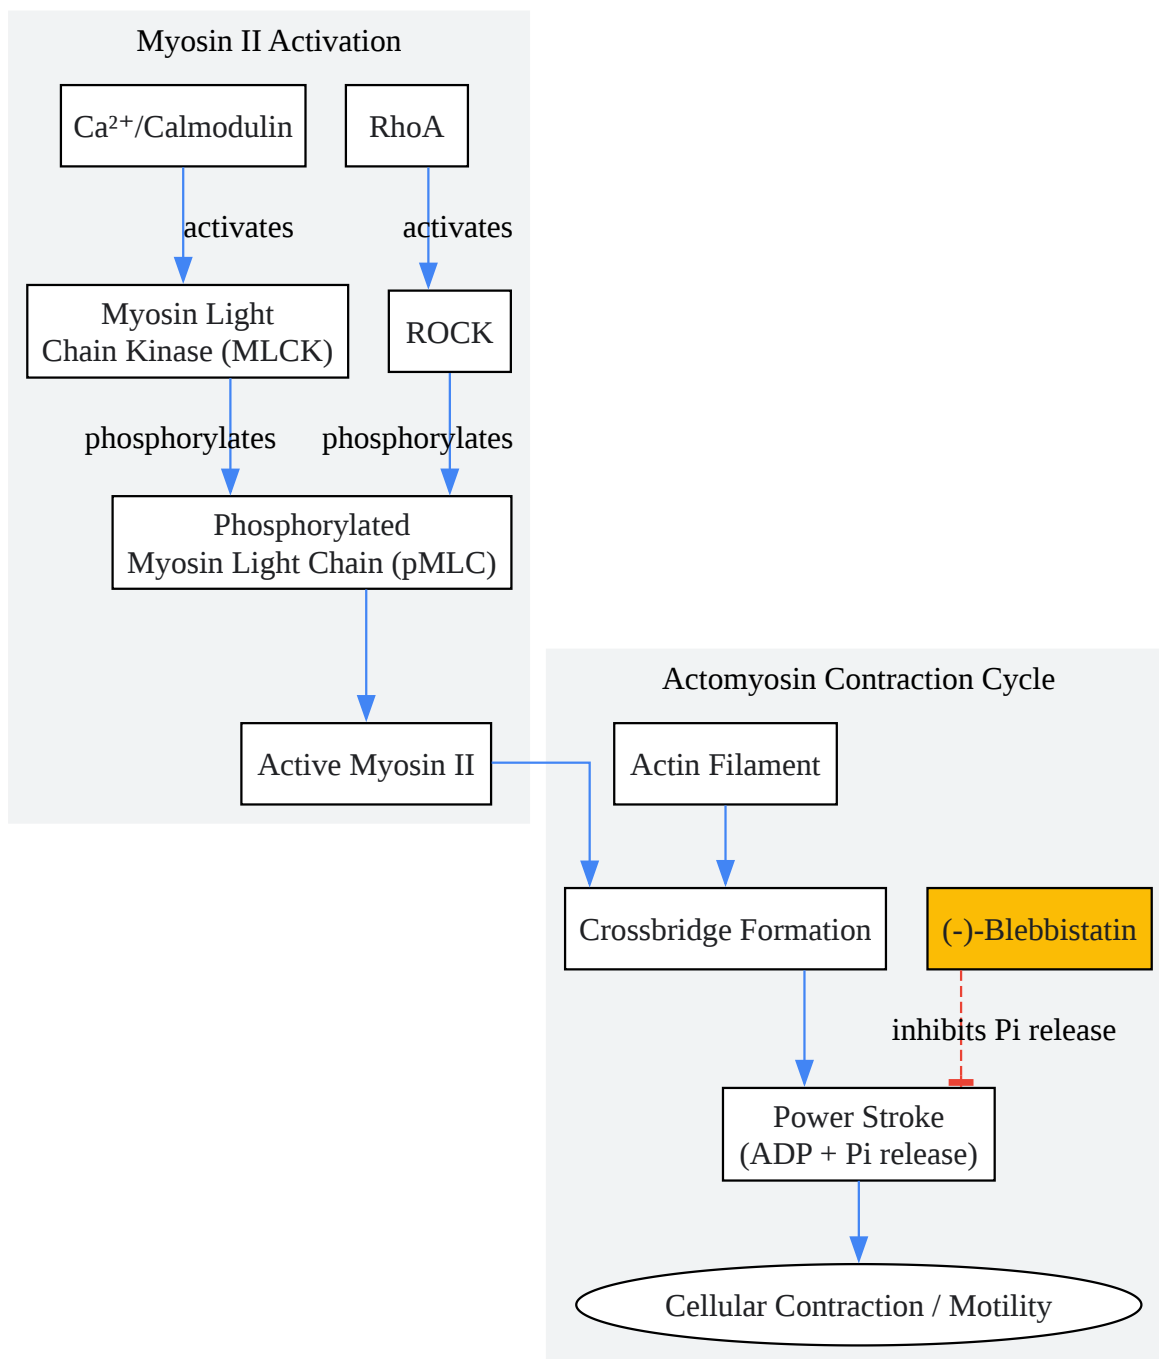 Myosin II Activation
Ca²⁺/Calmodulin
RhoA
activates
activates
Myosin Light
Chain Kinase (MLCK)
ROCK
phosphorylates
phosphorylates
Phosphorylated
Myosin Light Chain (pMLC)
Active Myosin II
Actomyosin Contraction Cycle
Actin Filament
Crossbridge Formation
(-)-Blebbistatin
inhibits Pi release
Power Stroke
(ADP + Pi release)
Cellular Contraction / Motility